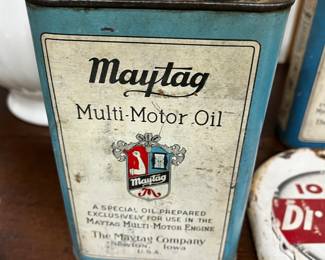 Maytag
Multi-Motor Oil
Maytag
M
A SPECIAL OIL PREPARED
EXCLUSIVELY FOR USE IN THE
MAYTAG MULTI-MOTOR ENGINE
The Maytag Company
Newton, Iowa
U.S.A.
10
Dr